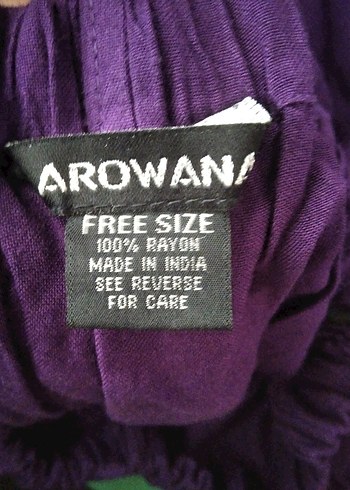 AROWANA
FREE SIZE
100% RAYON
MADE IN INDIA
SEE REVERSE
FOR CARE